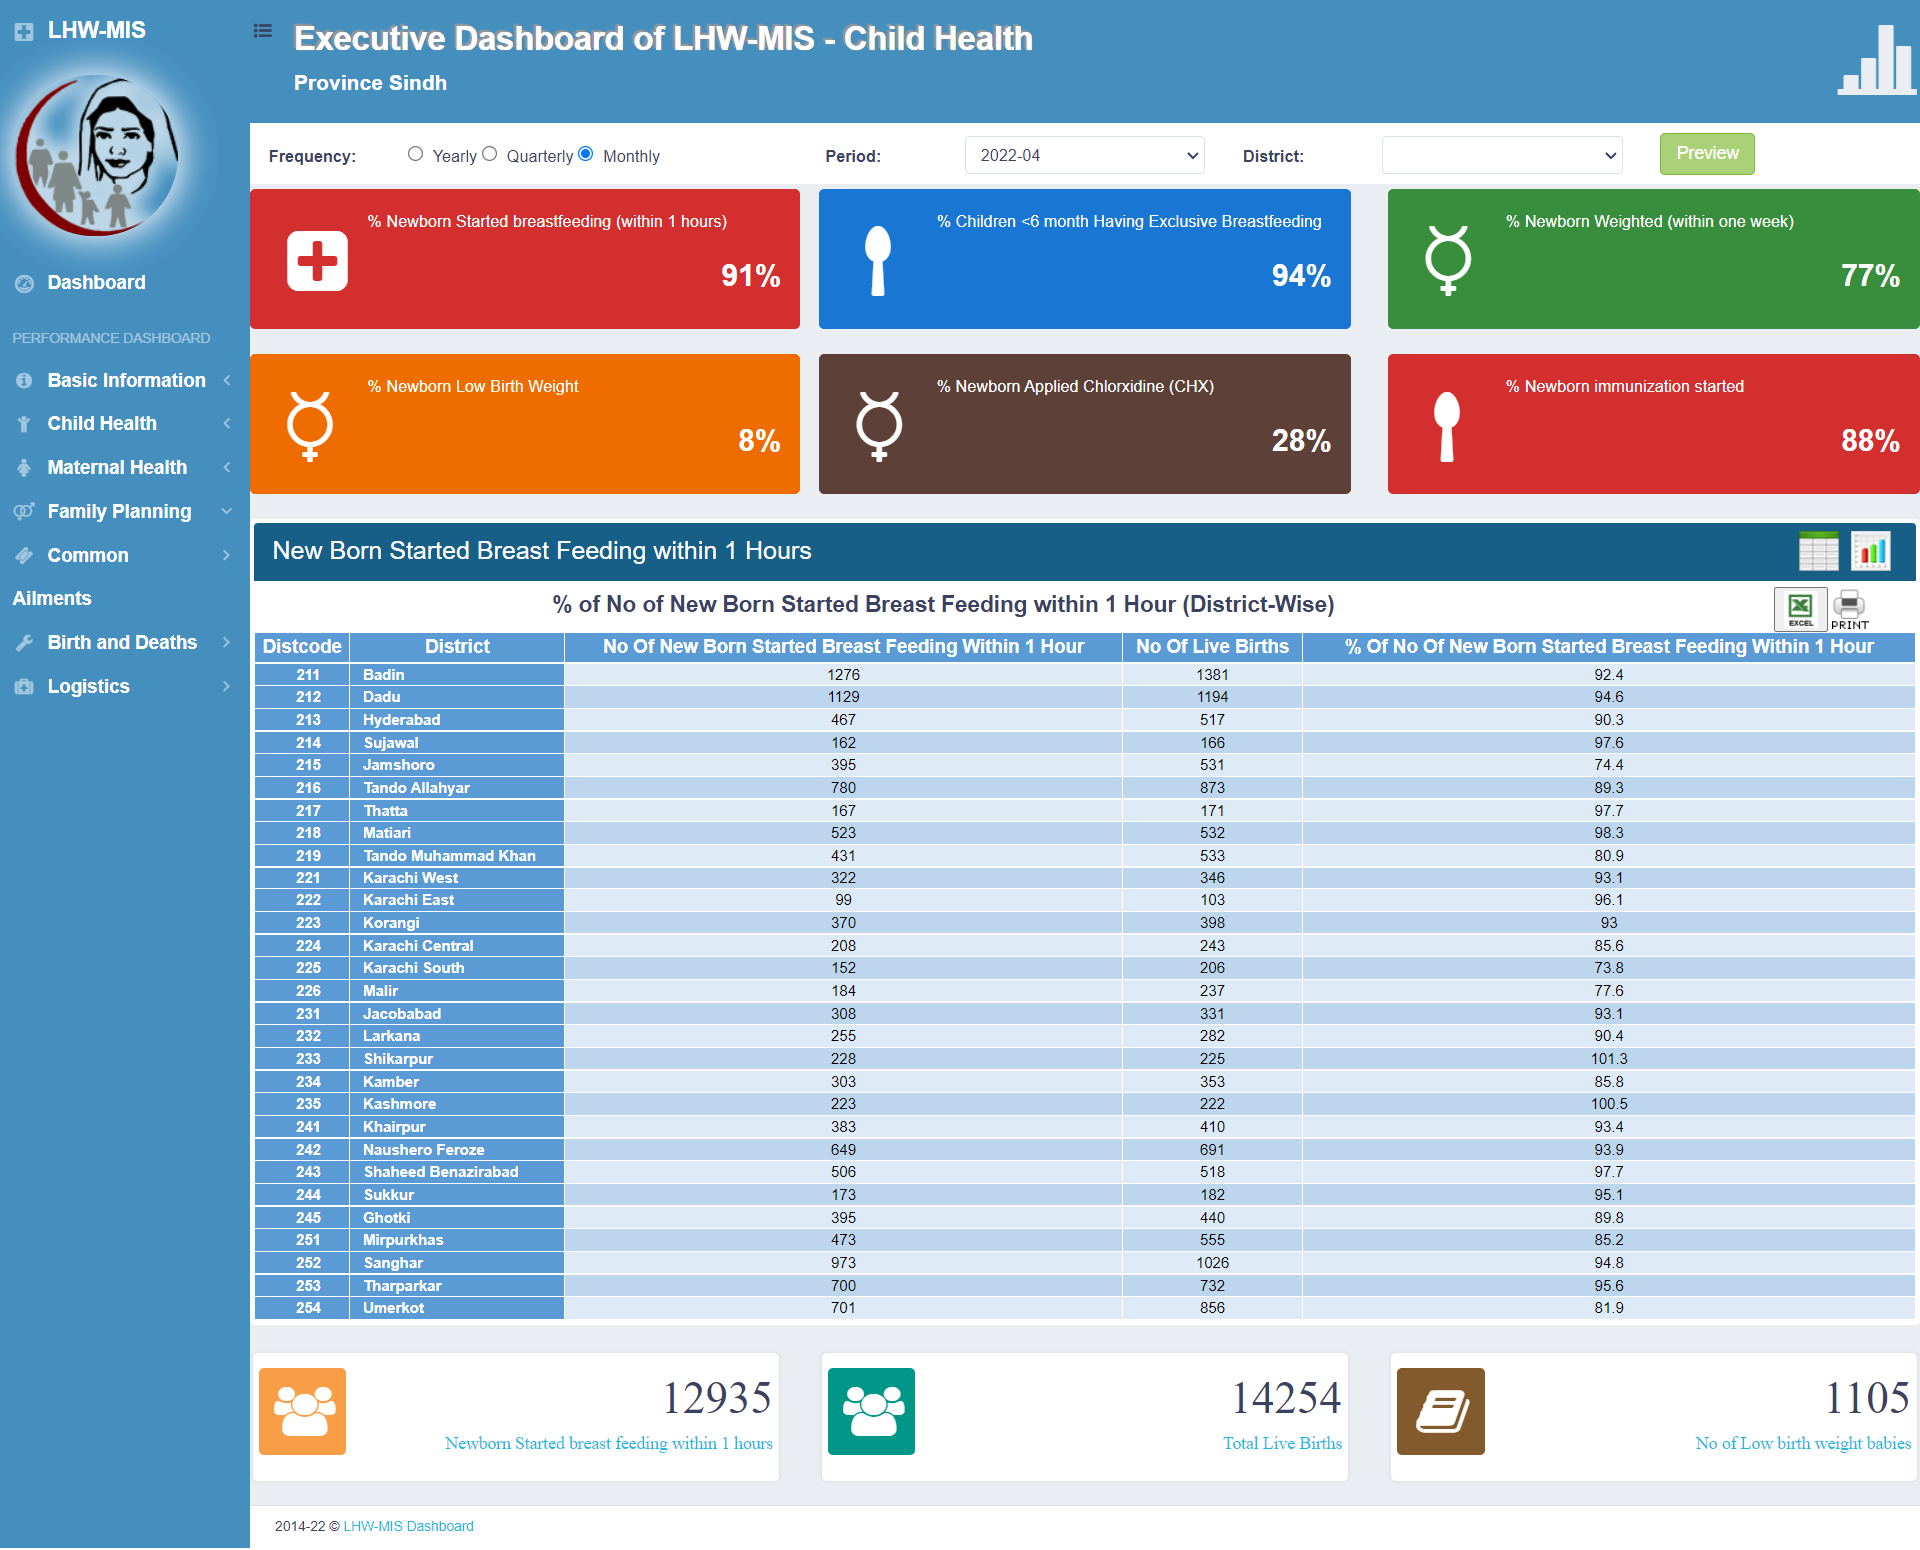 LHW-MIS
Executive Dashboard of LHW-MIS - Child Health
Province Sindh
Dashboard
PERFORMANCE DASHBOARD
Basic Information
Child Health
Maternal Health
Family Planning
Common
Ailments
Birth and Deaths
Logistics
Frequency: Yearly Quarterly Monthly Period: 2022-04 District: Preview
% Newborn Started breastfeeding (within 1 hours)
91%
% Children <6 month Having Exclusive Breastfeeding
94%
% Newborn Weighted (within one week)
77%
% Newborn Low Birth Weight
8%
% Newborn Applied Chlorxidine (CHX)
28%
% Newborn immunization started
88%
New Born Started Breast Feeding within 1 Hours
% of No of New Born Started Breast Feeding within 1 Hour (District-Wise)
EXCEL PRINT
Distcode District No Of New Born Started Breast Feeding Within 1 Hour No Of Live Births % Of No Of New Born Started Breast Feeding Within 1 Hour
211 Badin 1276 1381 92.4
212 Dadu 1129 1194 94.6
213 Hyderabad 467 517 90.3
214 Sujawal 162 166 97.6
215 Jamshoro 395 531 74.4
216 Tando Allahyar 780 873 89.3
217 Thatta 167 171 97.7
218 Matiari 523 532 98.3
219 Tando Muhammad Khan 431 533 80.9
221 Karachi West 322 346 93.1
222 Karachi East 99 103 96.1
223 Korangi 370 398 93
224 Karachi Central 208 243 85.6
225 Karachi South 152 206 73.8
226 Malir 184 237 77.6
231 Jacobabad 308 331 93.1
232 Larkana 255 282 90.4
233 Shikarpur 228 225 101.3
234 Kamber 303 353 85.8
235 Kashmore 223 222 100.5
241 Khairpur 383 410 93.4
242 Naushero Feroze 649 691 93.9
243 Shaheed Benazirabad 506 518 97.7
244 Sukkur 173 182 95.1
245 Ghotki 395 440 89.8
251 Mirpurkhas 473 555 85.2
252 Sanghar 973 1026 94.8
253 Tharparkar 700 732 95.6
254 Umerkot 701 856 81.9
12935
Newborn Started breast feeding within 1 hours
14254
Total Live Births
1105
No of Low birth weight babies
2014-22 © LHW-MIS Dashboard